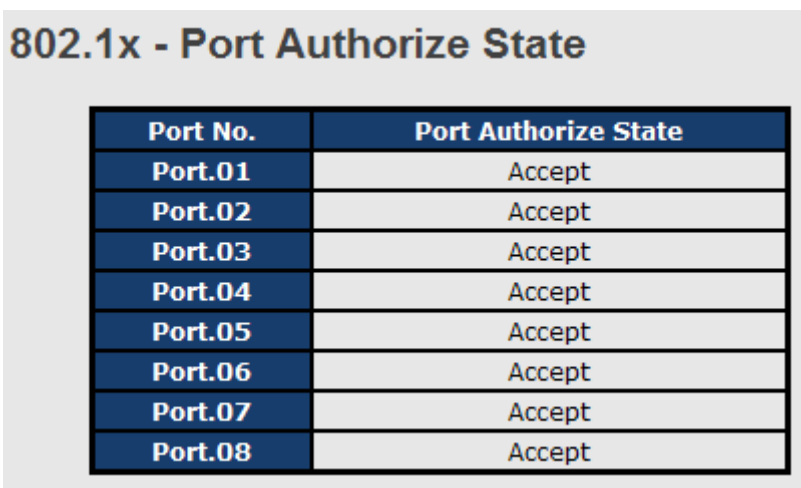 802.1x - Port Authorize State
Port No. Port Authorize State
Port.01 Accept
Port.02 Accept
Port.03 Accept
Port.04 Accept
Port.05 Accept
Port.06 Accept
Port.07 Accept
Port.08 Accept